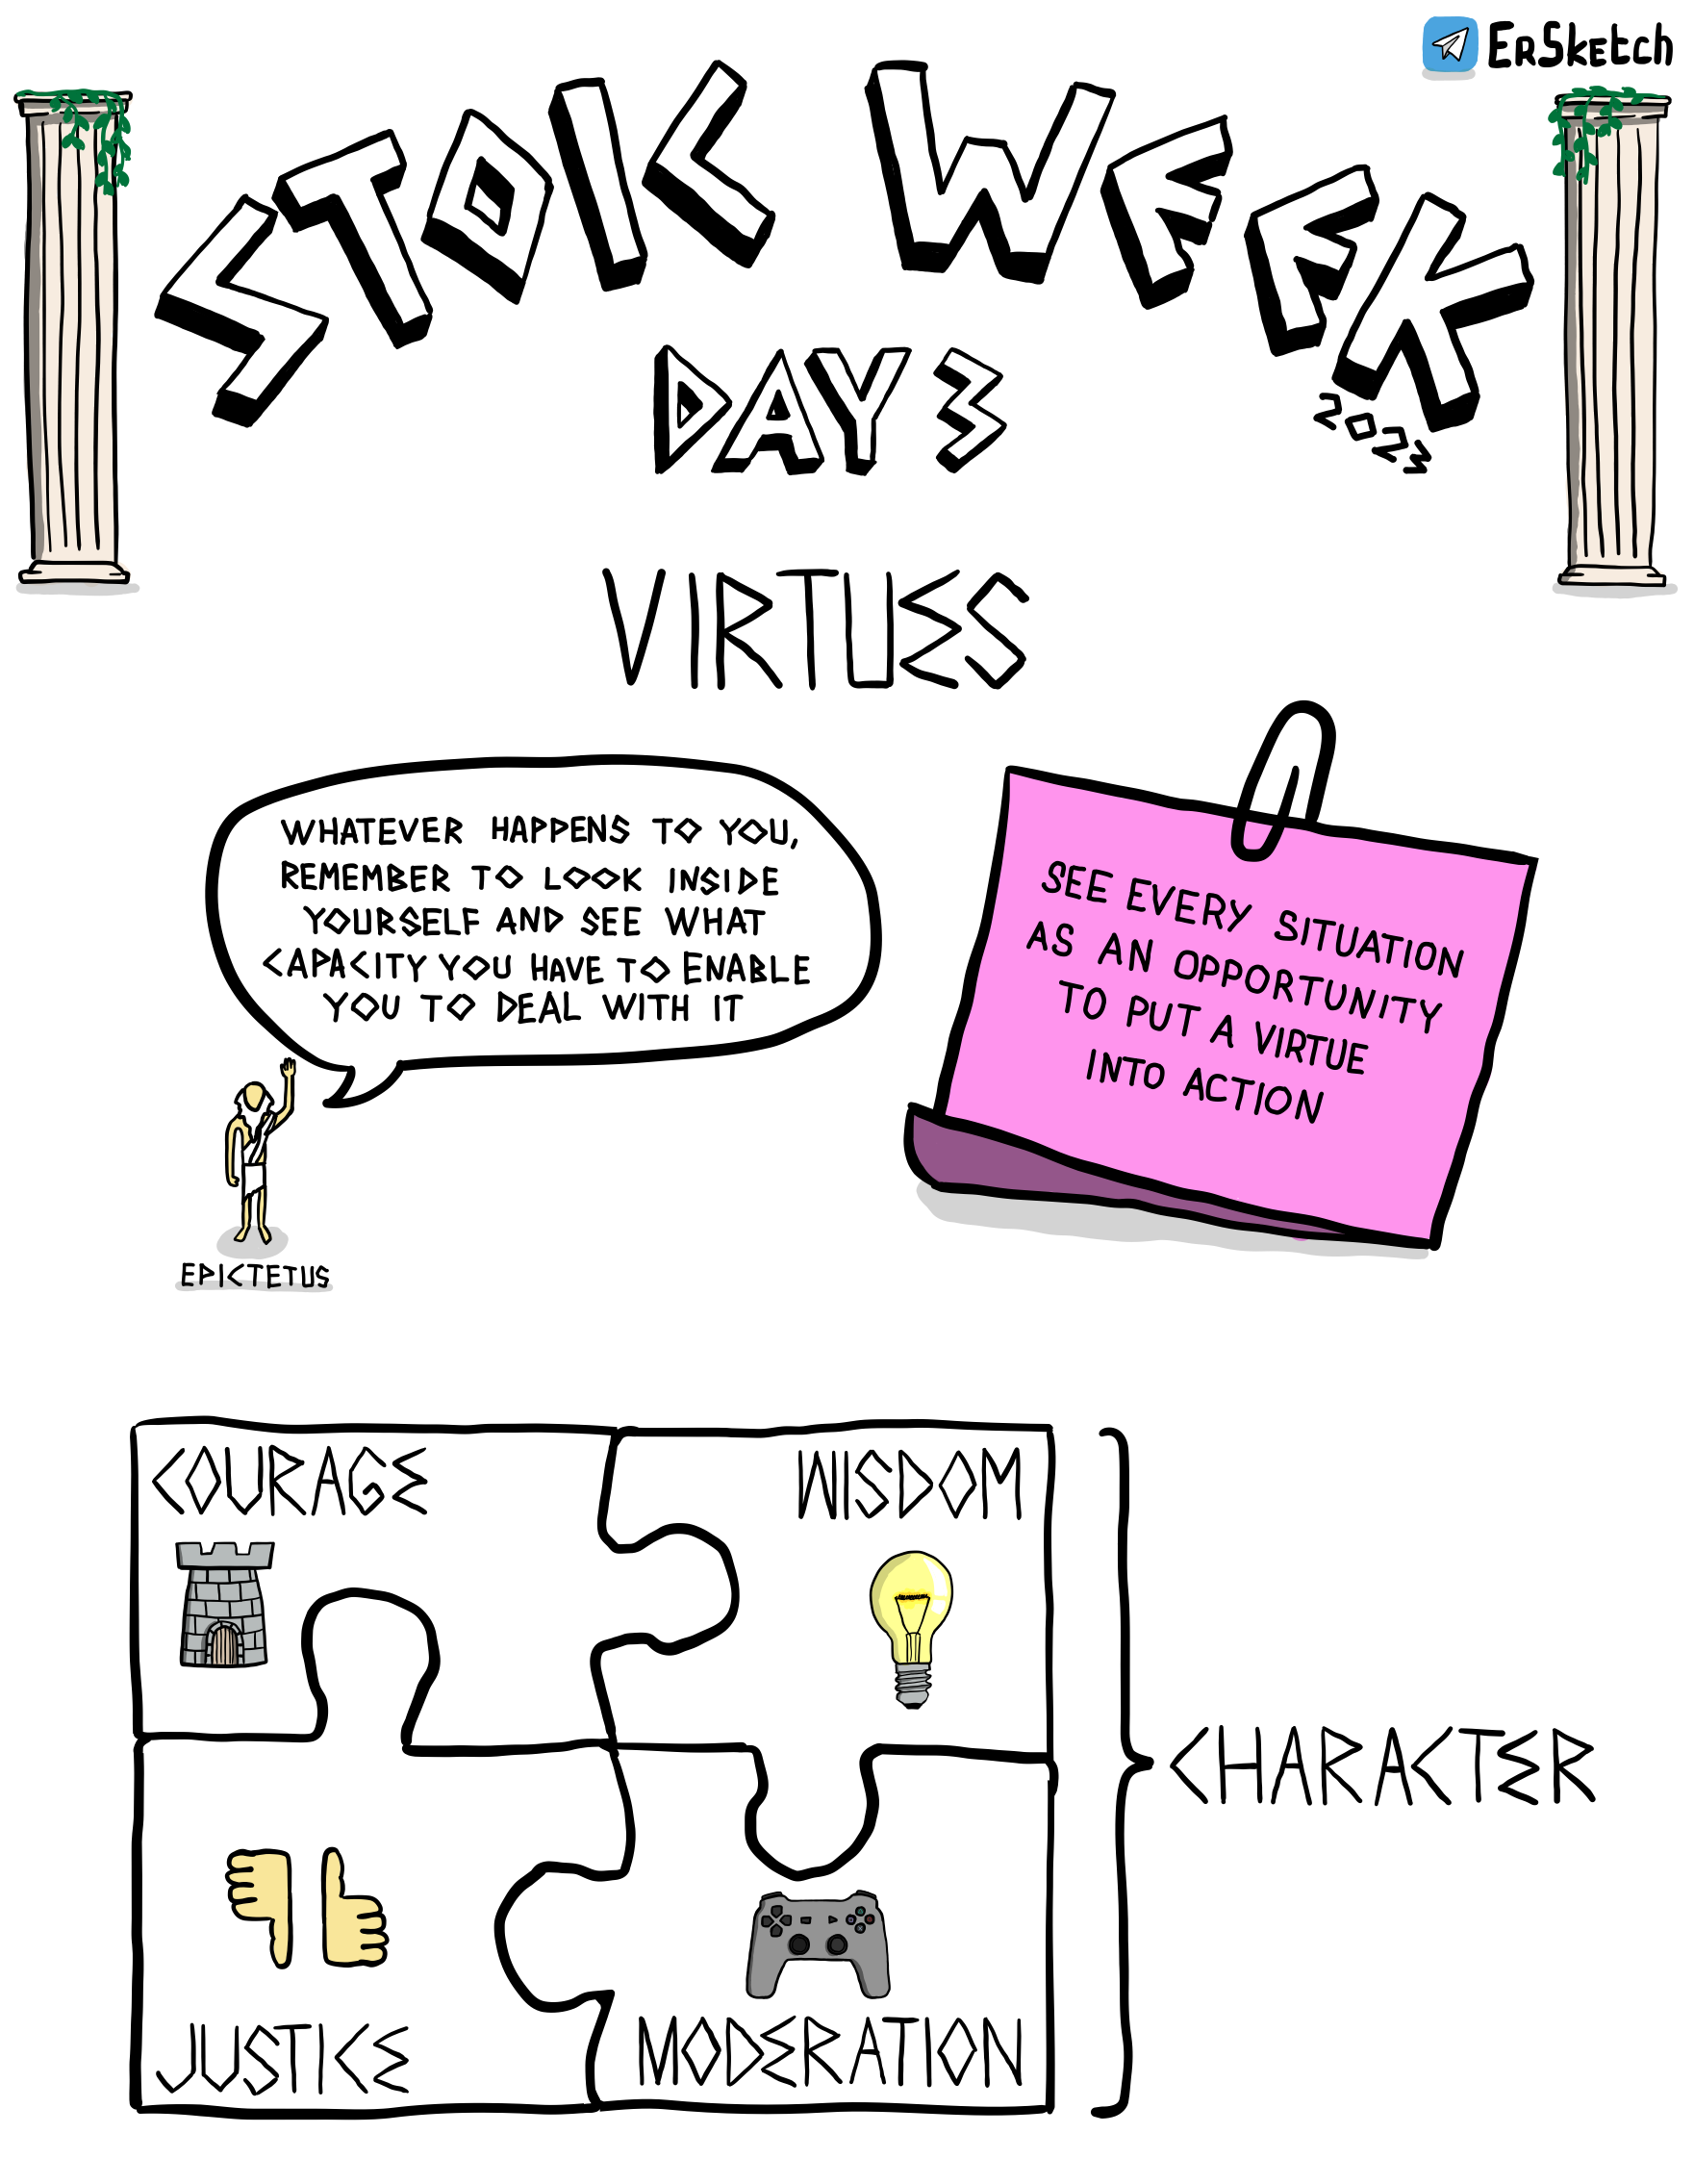 ErSketch
STOIC WEEK
2023
DAY 3
VIRTUES
WHATEVER HAPPENS TO YOU,
REMEMBER TO LOOK INSIDE
YOURSELF AND SEE WHAT
CAPACITY YOU HAVE TO ENABLE
YOU TO DEAL WITH IT
EPICTETUS
SEE EVERY SITUATION
AS AN OPPORTUNITY
TO PUT A VIRTUE
INTO ACTION
COURAGE
WISDOM
CHARACTER
JUSTICE
MODERATION